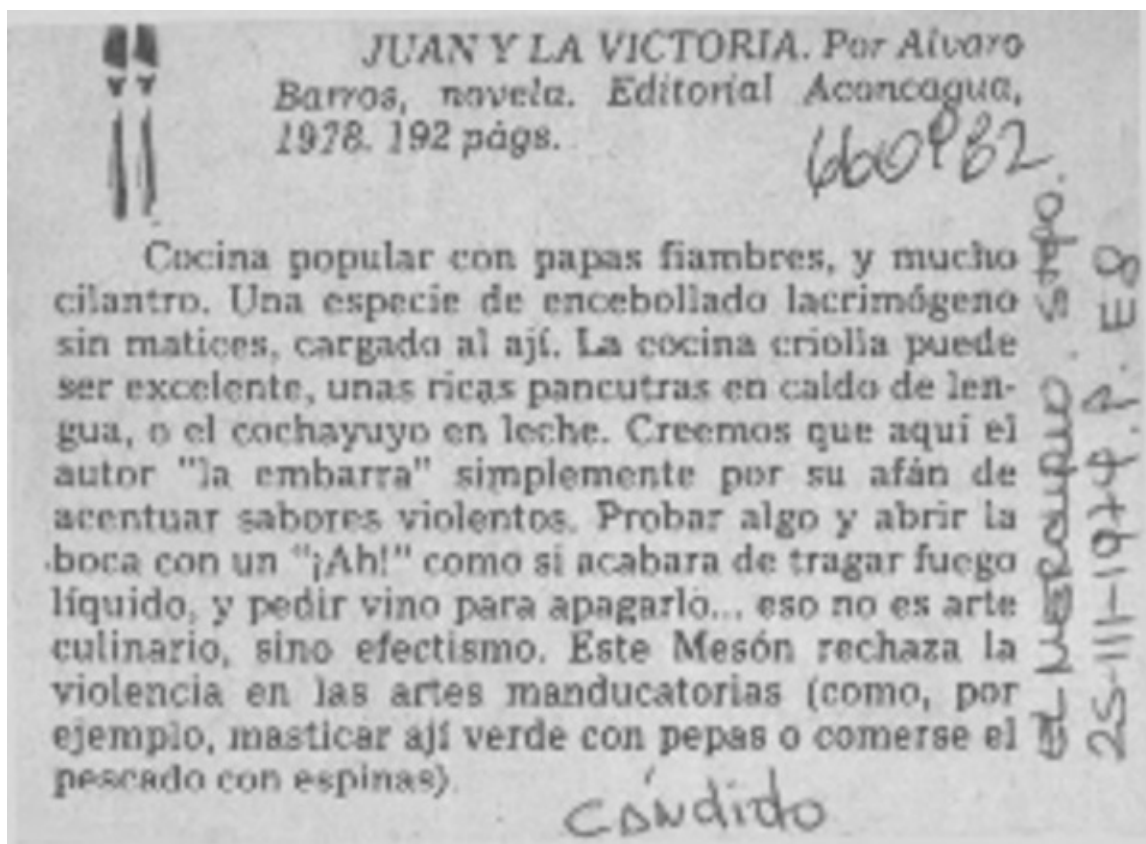 JUAN Y LA VICTORIA. Por Alvaro
Barros, novela. Editorial Aconcagua,
1978. 192 págs.
660982
Cocina popular con papas fiambres, y mucho
cilantro. Una especie de encebollado lacrimógeno
sin matices, cargado al ají. La cocina criolla puede
ser excelente, unas ricas pancutras en caldo de len-
gua, o el cochayuyo en leche. Creemos que aquí el
autor "la embarra" simplemente por su afán de
acentuar sabores violentos. Probar algo y abrir la
boca con un "¡Ah!" como si acabara de tragar fuego
líquido, y pedir vino para apagarlo... eso no es arte
culinario, sino efectismo. Este Mesón rechaza la
violencia en las artes manducatorias (como, por
ejemplo, masticar ají verde con pepas o comerse el
pescado con espinas).
Cándido
EL MERCURIO. Stgo.
25-III-1979. P. E8